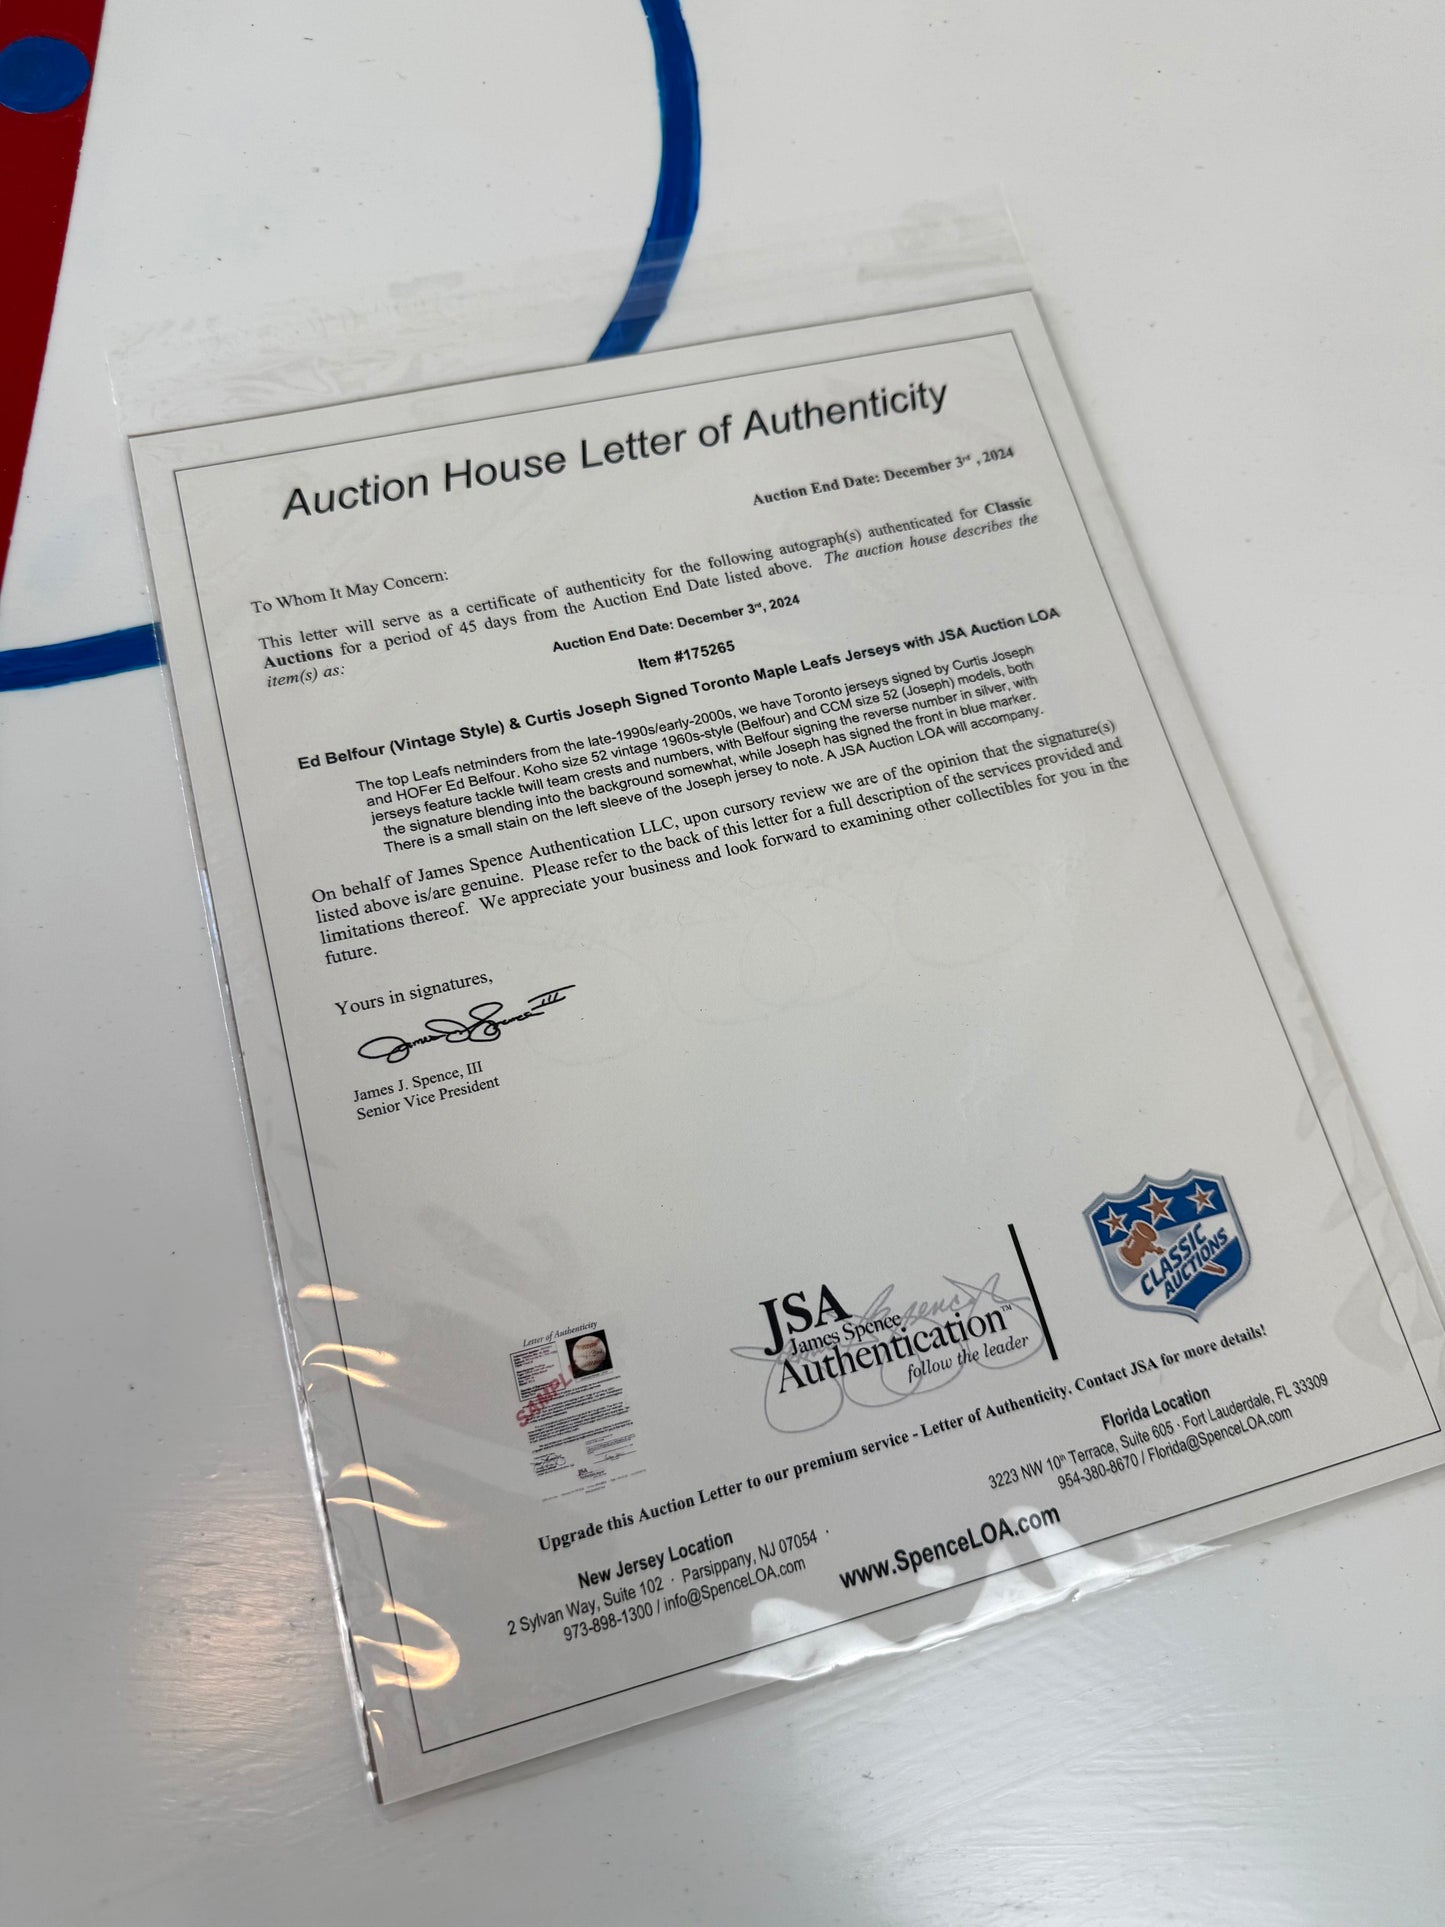 Auction House Letter of Authenticity
Auction End Date: December 3rd , 2024
To Whom It May Concern:
This letter will serve as a certificate of authenticity for the following autograph(s) authenticated for Classic
Auctions for a period of 45 days from the Auction End Date listed above. The auction house describes the
item(s) as:
Auction End Date: December 3rd, 2024
Item #175265
Ed Belfour (Vintage Style) & Curtis Joseph Signed Toronto Maple Leafs Jerseys with JSA Auction LOA
The top Leafs netminders from the late-1990s/early-2000s, we have Toronto jerseys signed by Curtis Joseph
and HOFer Ed Belfour. Koho size 52 vintage 1960s-style (Belfour) and CCM size 52 (Joseph) models, both
jerseys feature tackle twill team crests and numbers, with Belfour signing the reverse number in silver, with
the signature blending into the background somewhat, while Joseph has signed the front in blue marker.
There is a small stain on the left sleeve of the Joseph jersey to note. A JSA Auction LOA will accompany.
On behalf of James Spence Authentication LLC, upon cursory review we are of the opinion that the signature(s)
listed above is/are genuine. Please refer to the back of this letter for a full description of the services provided and
limitations thereof. We appreciate your business and look forward to examining other collectibles for you in the
future.
Yours in signatures,
James J. Spence III
James J. Spence, III
Senior Vice President
CLASSIC
AUCTIONS
JSA
James Spence
Authentication™
follow the leader
Letter of Authenticity
SAMPL
Upgrade this Auction Letter to our premium service - Letter of Authenticity. Contact JSA for more details!
New Jersey Location
2 Sylvan Way, Suite 102 · Parsippany, NJ 07054 ·
973-898-1300 / info@SpenceLOA.com
Florida Location
3223 NW 10th Terrace, Suite 605 · Fort Lauderdale, FL 33309
954-380-8670 / Florida@SpenceLOA.com
www.SpenceLOA.com